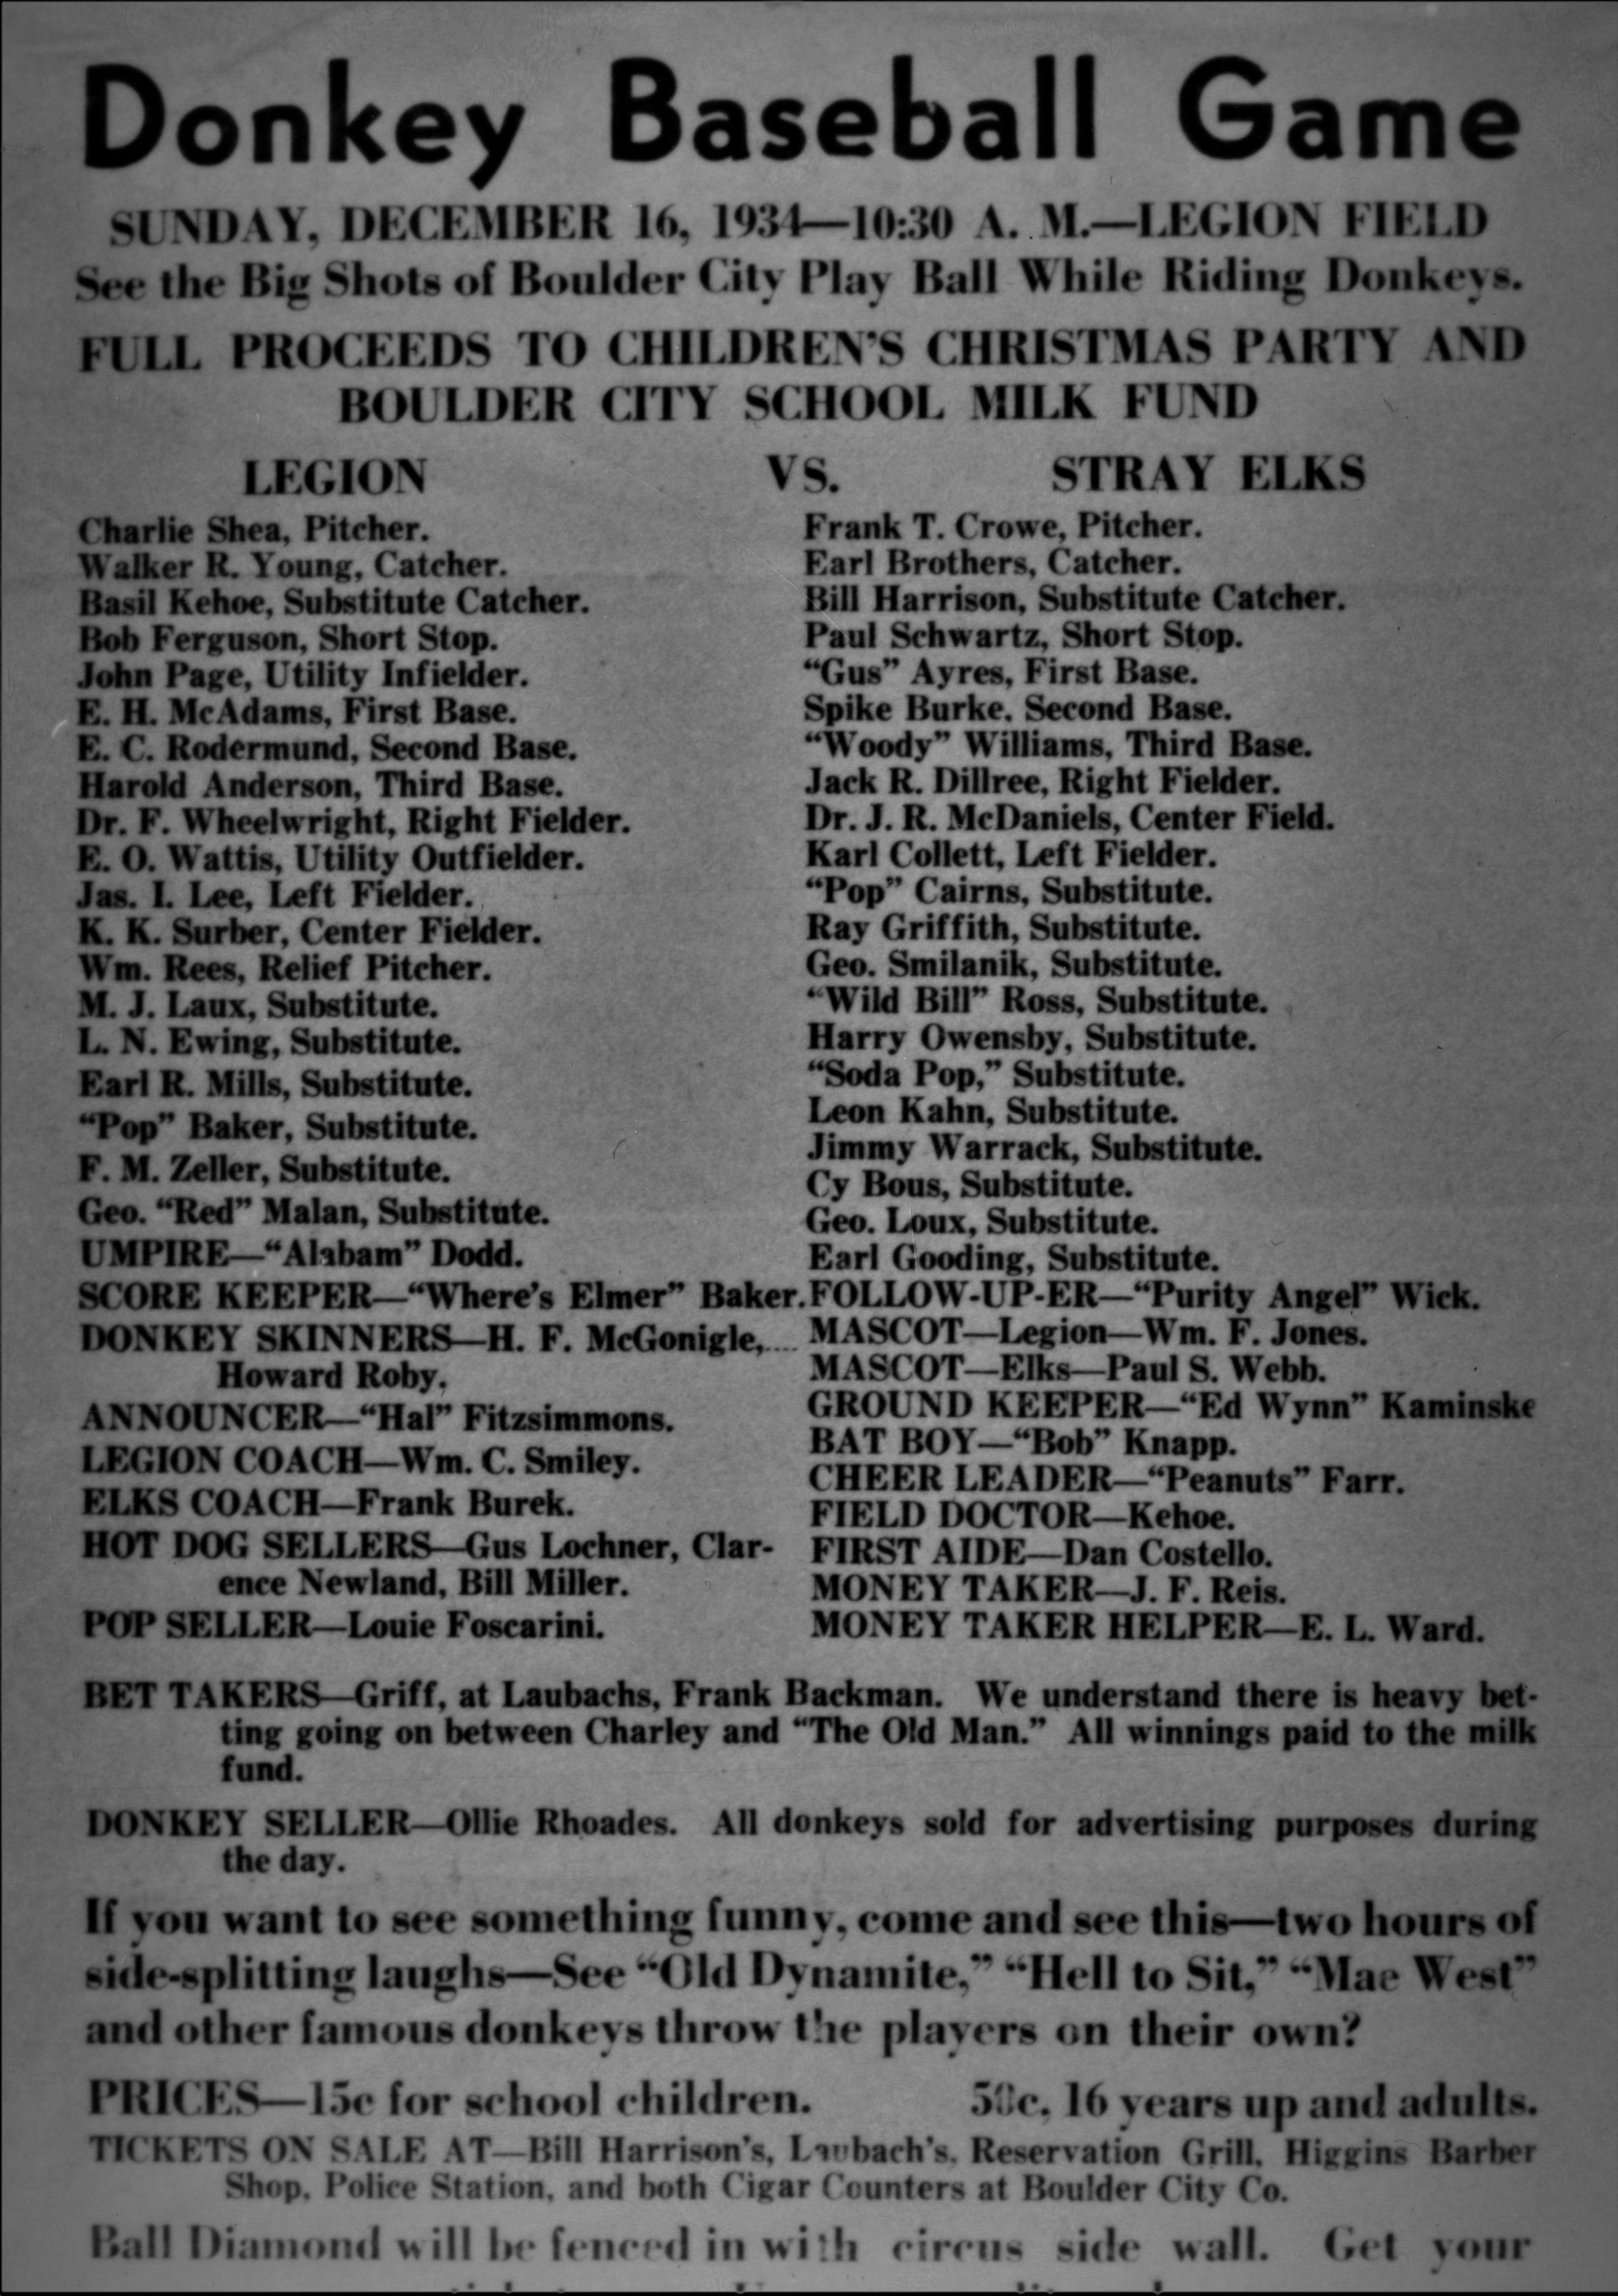 Donkey Baseball Game
SUNDAY, DECEMBER 16, 1934—10:30 A. M.—LEGION FIELD
See the Big Shots of Boulder City Play Ball While Riding Donkeys.
FULL PROCEEDS TO CHILDREN'S CHRISTMAS PARTY AND
BOULDER CITY SCHOOL MILK FUND
LEGION VS. STRAY ELKS
Charlie Shea, Pitcher.
Walker R. Young, Catcher.
Basil Kehoe, Substitute Catcher.
Bob Ferguson, Short Stop.
John Page, Utility Infielder.
E. H. McAdams, First Base.
E. C. Rodermund, Second Base.
Harold Anderson, Third Base.
Dr. F. Wheelwright, Right Fielder.
E. O. Wattis, Utility Outfielder.
Jas. I. Lee, Left Fielder.
K. K. Surber, Center Fielder.
Wm. Rees, Relief Pitcher.
M. J. Laux, Substitute.
L. N. Ewing, Substitute.
Earl R. Mills, Substitute.
“Pop” Baker, Substitute.
F. M. Zeller, Substitute.
Geo. “Red” Malan, Substitute.
UMPIRE—“Alabam” Dodd.
SCORE KEEPER—“Where's Elmer” Baker.
DONKEY SKINNERS—H. F. McGonigle,....
Howard Roby.
ANNOUNCER—“Hal” Fitzsimmons.
LEGION COACH—Wm. C. Smiley.
ELKS COACH—Frank Burek.
HOT DOG SELLERS—Gus Lochner, Clar-
ence Newland, Bill Miller.
POP SELLER—Louie Foscarini.
Frank T. Crowe, Pitcher.
Earl Brothers, Catcher.
Bill Harrison, Substitute Catcher.
Paul Schwartz, Short Stop.
“Gus” Ayres, First Base.
Spike Burke. Second Base.
“Woody” Williams, Third Base.
Jack R. Dillree, Right Fielder.
Dr. J. R. McDaniels, Center Field.
Karl Collett, Left Fielder.
“Pop” Cairns, Substitute.
Ray Griffith, Substitute.
Geo. Smilanik, Substitute.
“Wild Bill” Ross, Substitute.
Harry Owensby, Substitute.
“Soda Pop,” Substitute.
Leon Kahn, Substitute.
Jimmy Warrack, Substitute.
Cy Bous, Substitute.
Geo. Loux, Substitute.
Earl Gooding, Substitute.
FOLLOW-UP-ER—“Purity Angel” Wick.
MASCOT—Legion—Wm. F. Jones.
MASCOT—Elks—Paul S. Webb.
GROUND KEEPER—“Ed Wynn” Kaminske
BAT BOY—“Bob” Knapp.
CHEER LEADER—“Peanuts” Farr.
FIELD DOCTOR—Kehoe.
FIRST AIDE—Dan Costello.
MONEY TAKER—J. F. Reis.
MONEY TAKER HELPER—E. L. Ward.
BET TAKERS—Griff, at Laubachs, Frank Backman. We understand there is heavy bet-
ting going on between Charley and “The Old Man.” All winnings paid to the milk
fund.
DONKEY SELLER—Ollie Rhoades. All donkeys sold for advertising purposes during
the day.
If you want to see something funny, come and see this—two hours of
side-splitting laughs—See “Old Dynamite,” “Hell to Sit,” “Mae West”
and other famous donkeys throw the players on their own?
PRICES—15c for school children. 50c, 16 years up and adults.
TICKETS ON SALE AT—Bill Harrison's, Laubach's, Reservation Grill, Higgins Barber
Shop, Police Station, and both Cigar Counters at Boulder City Co.
Ball Diamond will be fenced in with circus side wall. Get your